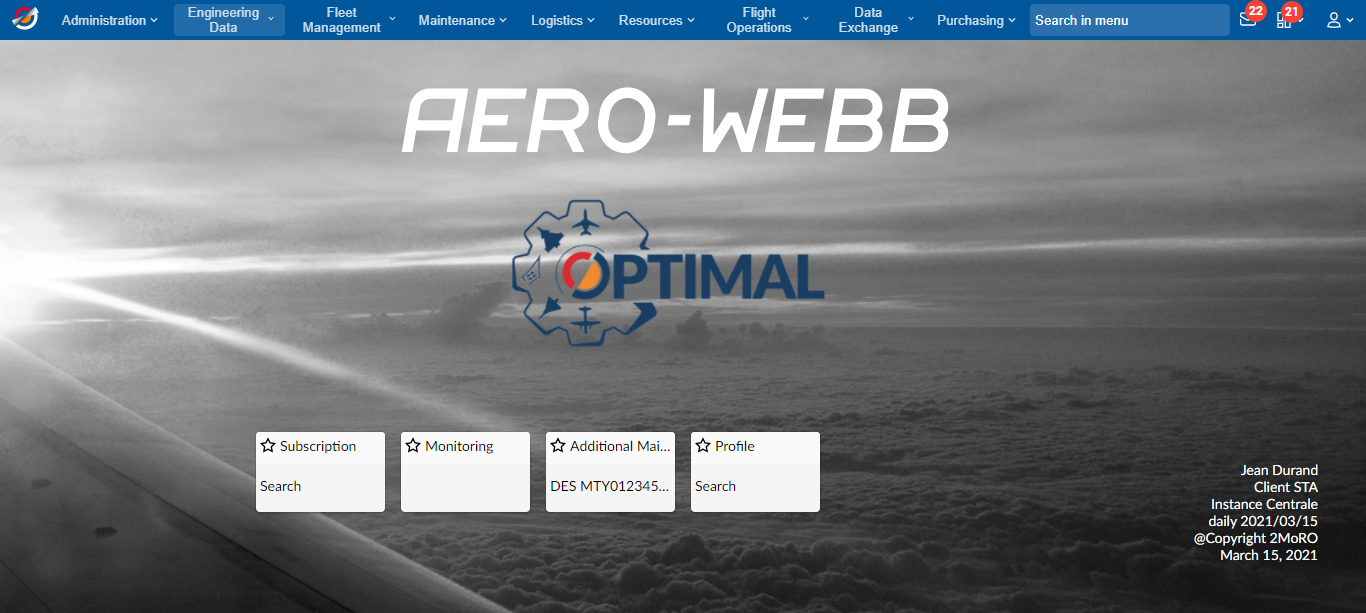 Administration
Engineering
Data
Fleet
Management
Maintenance
Logistics
Resources
Flight
Operations
Data
Exchange
Purchasing
Search in menu
22
21
AERO-WEBB
OPTIMAL
Subscription
Monitoring
Additional Mai...
Profile
Search
DES MTY012345...
Search
Jean Durand
Client STA
Instance Centrale
daily 2021/03/15
@Copyright 2MoRO
March 15, 2021